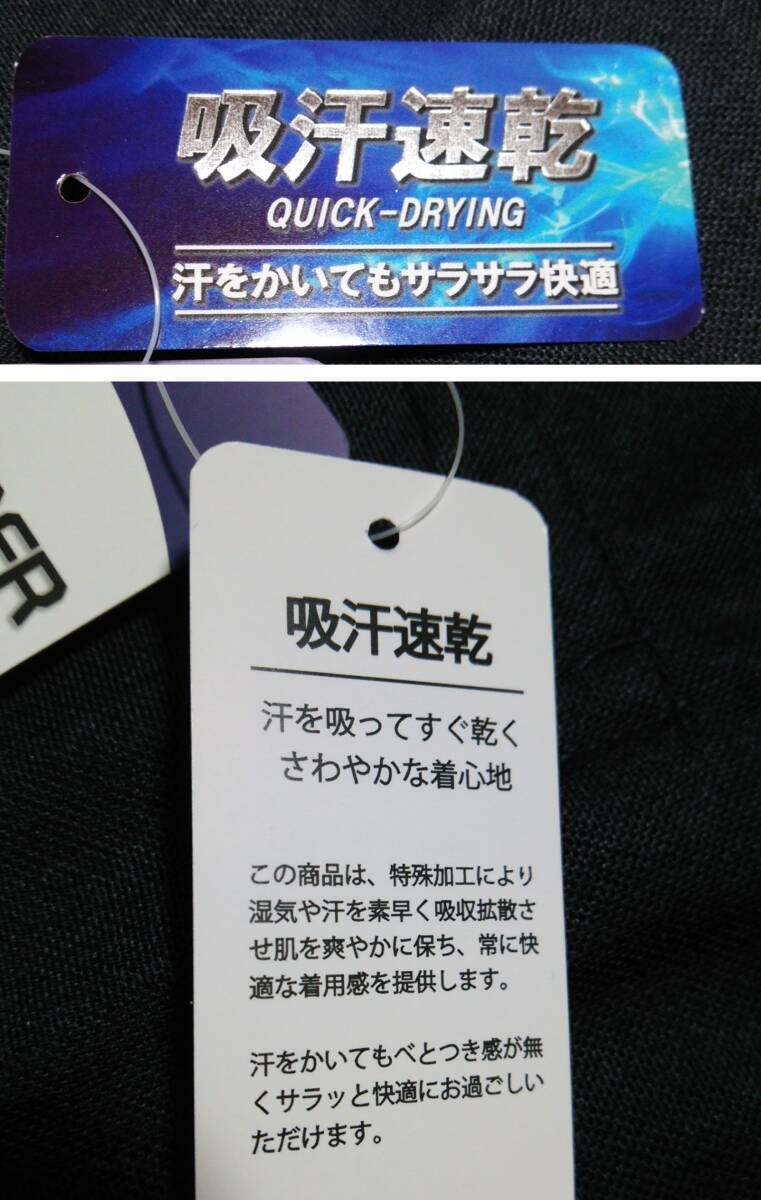 吸汗速乾
QUICK-DRYING
汗をかいてもサラサラ快適
吸汗速乾
汗を吸ってすぐ乾く
さわやかな着心地
この商品は、特殊加工により
湿気や汗を素早く吸収拡散さ
せ肌を爽やかに保ち、常に快
適な着用感を提供します。
汗をかいてもべとつき感が無
くサラッと快適にお過ごしい
ただけます。